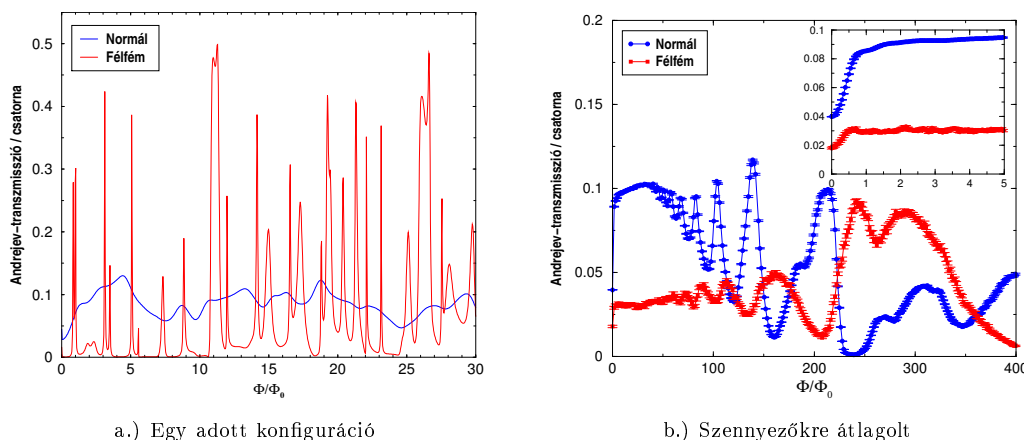 Normál
Félfém
Andrejev-transzmisszió / csatorna
0.5
0.4
0.3
0.2
0.1
0
0 5 10 15 20 25 30
Φ/Φ₀
a.) Egy adott konfiguráció
Normál
Félfém
Andrejev-transzmisszió / csatorna
0.2
0.15
0.1
0.05
0
0 100 200 300 400
Φ/Φ₀
0.1
0.08
0.06
0.04
0.02
0
0 1 2 3 4 5
b.) Szennyezőkre átlagolt